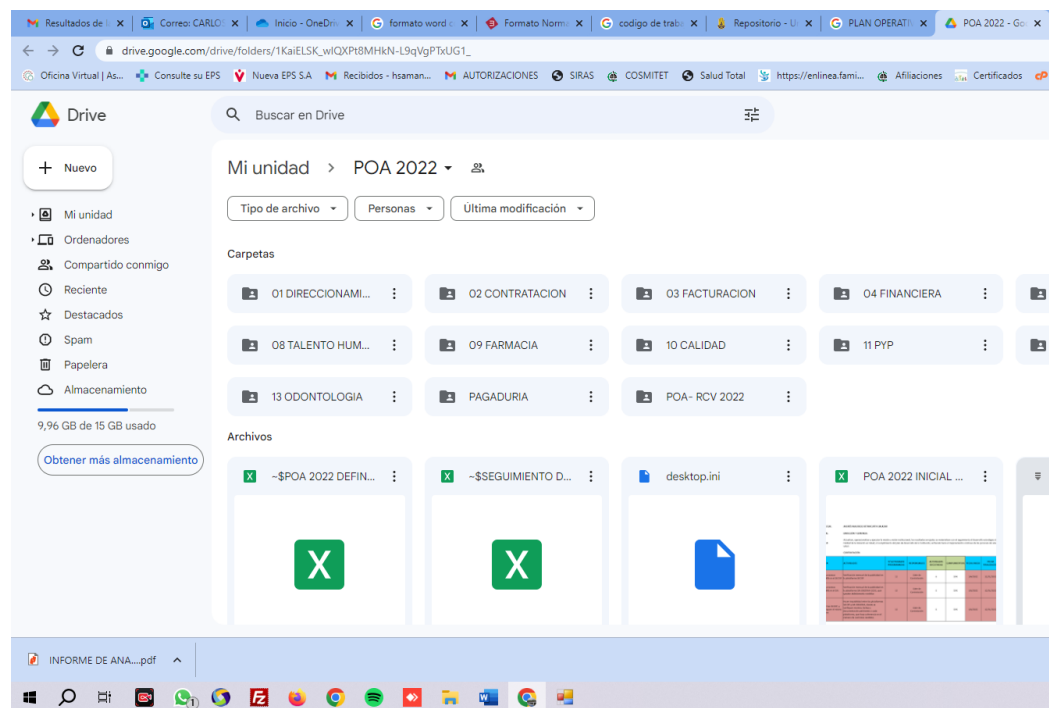 Resultados de
Correo: CARLOS
Inicio - OneDriv
formato word c
Formato Norma
codigo de traba
Repositorio - U
PLAN OPERATIV
POA 2022 - Goo
drive.google.com/drive/folders/1KaiELSK_wlQXPt8MHkN-L9qVgPTxUG1_
Oficina Virtual | As...
Consulte su EPS
Nueva EPS S.A
Recibidos - hsaman...
AUTORIZACIONES
SIRAS
COSMITET
Salud Total
https://enlinea.fami...
Afiliaciones
Certificados
Drive
Buscar en Drive
Nuevo
Mi unidad
Ordenadores
Compartido conmigo
Reciente
Destacados
Spam
Papelera
Almacenamiento
9,96 GB de 15 GB usado
Obtener más almacenamiento
Mi unidad > POA 2022
Tipo de archivo
Personas
Última modificación
Carpetas
01 DIRECCIONAMI...
02 CONTRATACION
03 FACTURACION
04 FINANCIERA
08 TALENTO HUM...
09 FARMACIA
10 CALIDAD
11 PYP
13 ODONTOLOGIA
PAGADURIA
POA- RCV 2022
Archivos
~$POA 2022 DEFIN...
~$SEGUIMIENTO D...
desktop.ini
POA 2022 INICIAL ...
INFORME DE ANA....pdf